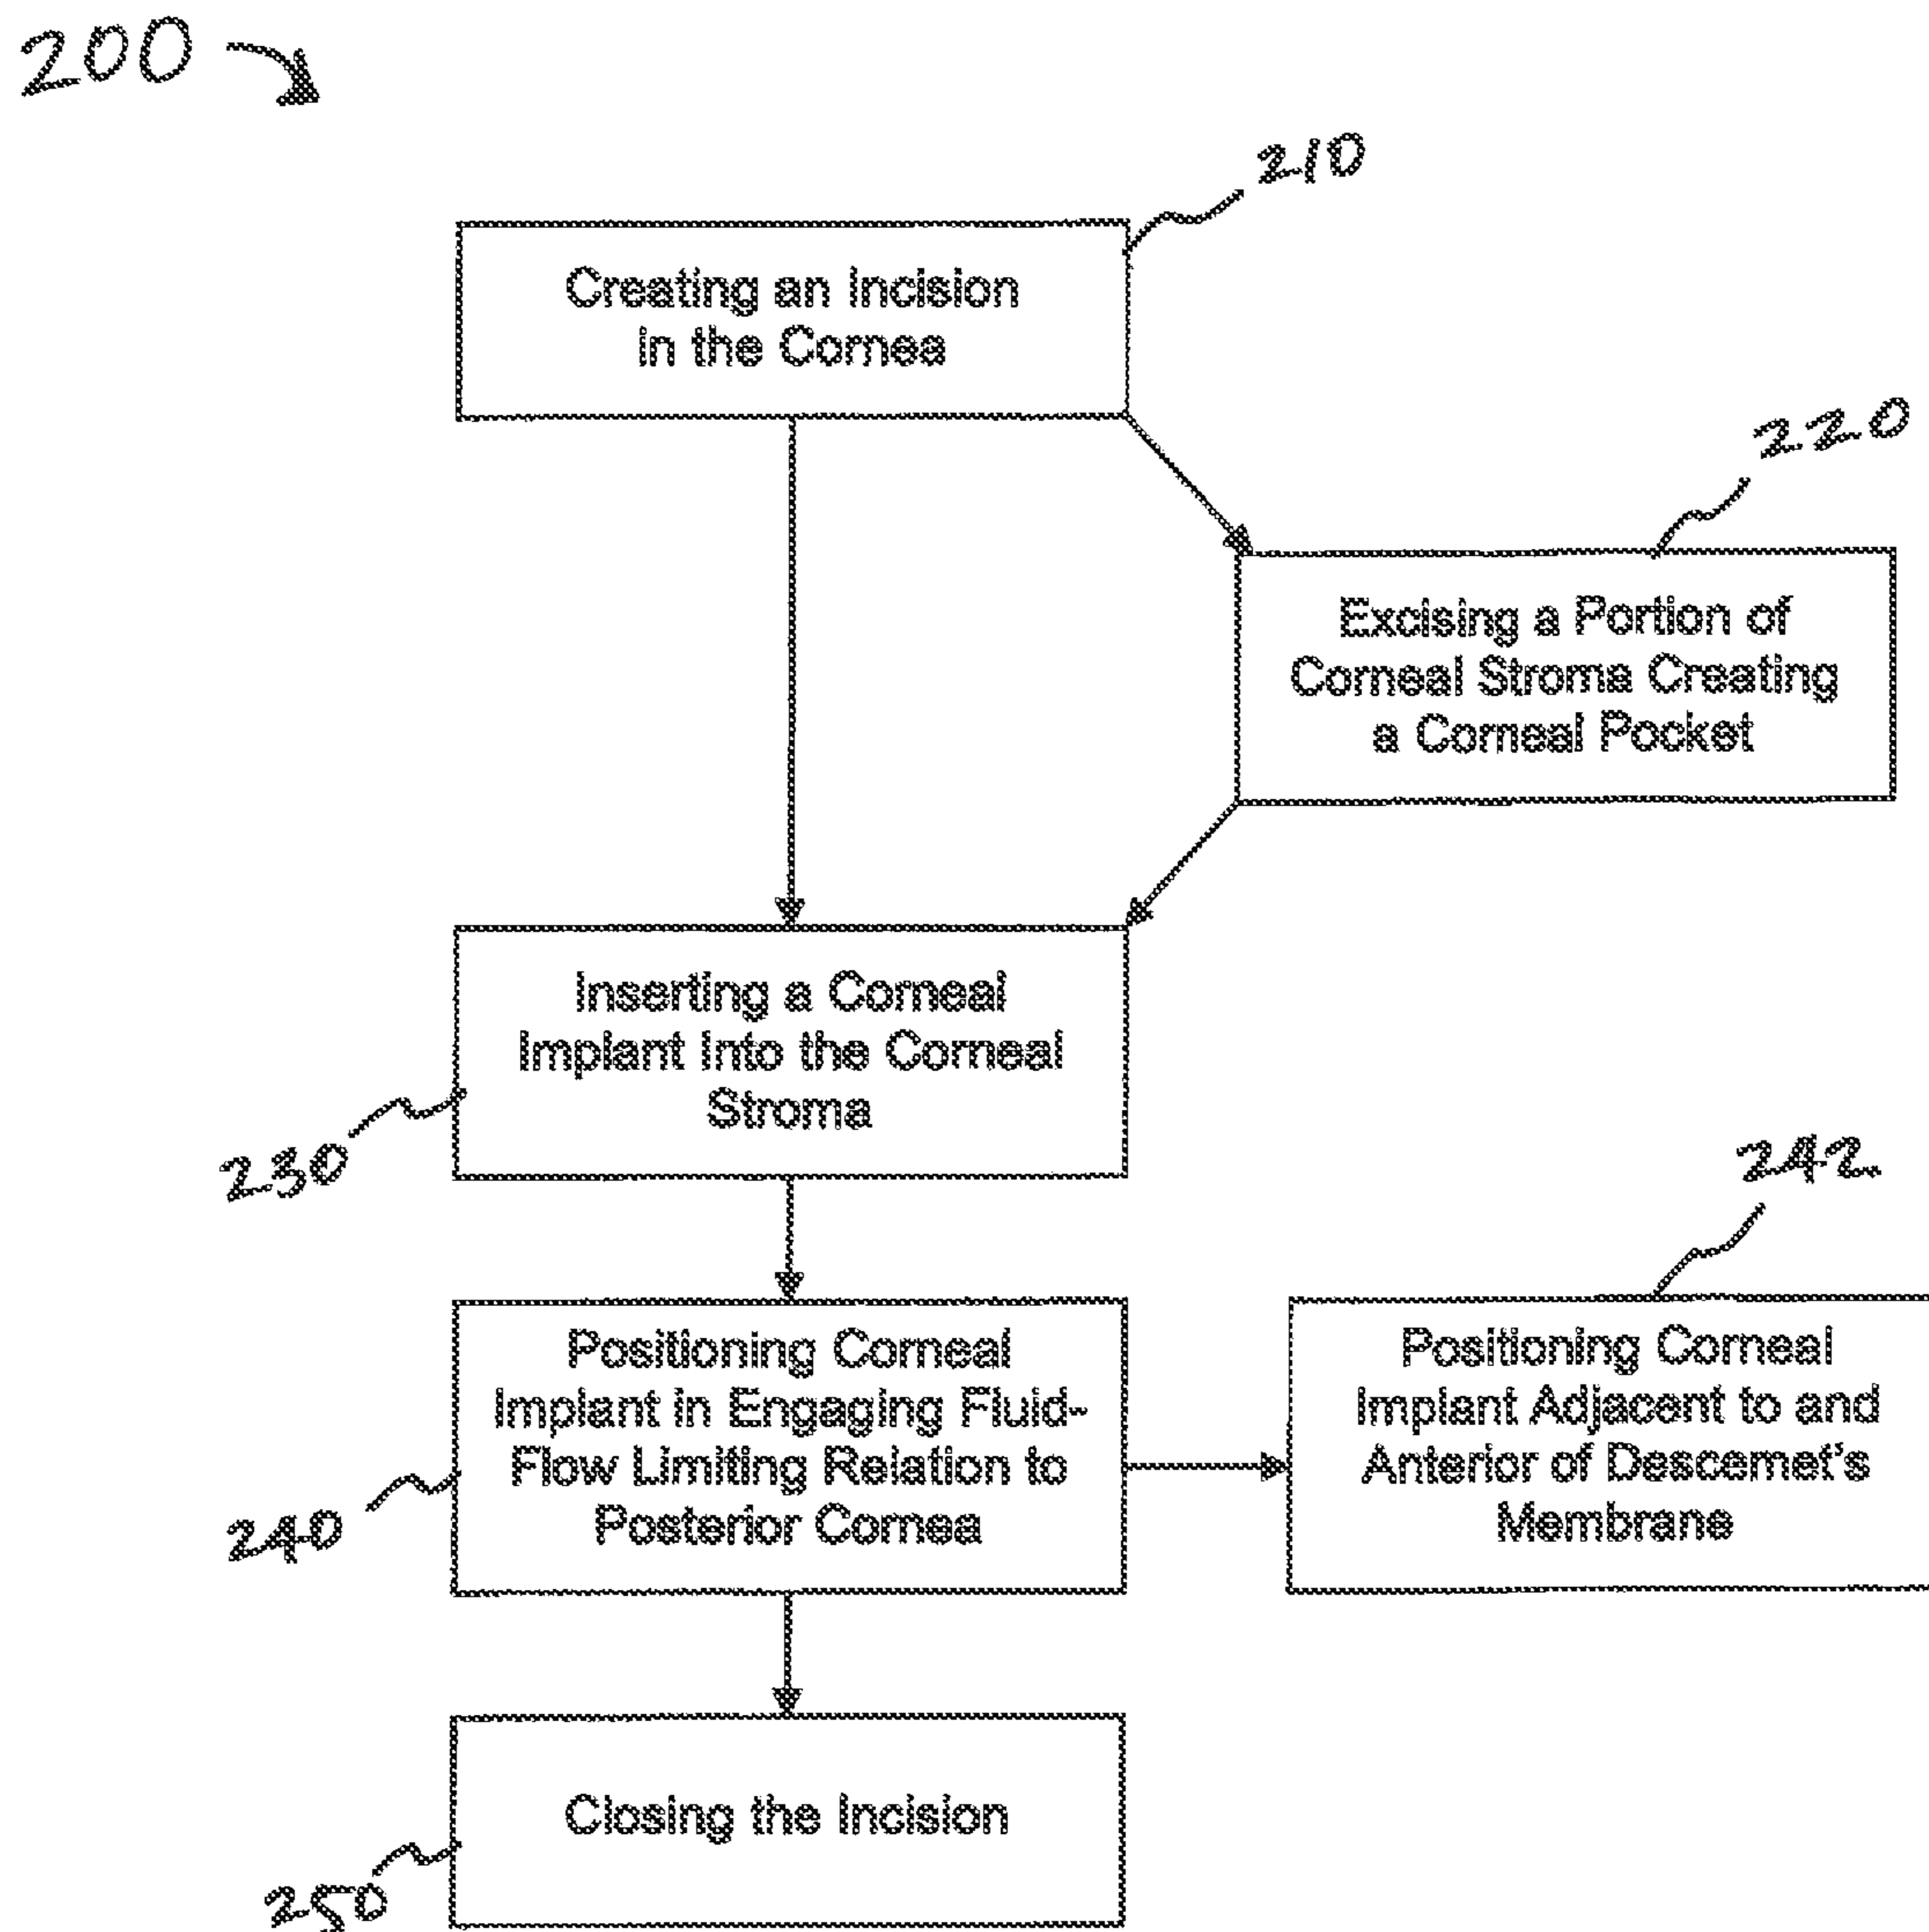 200
210
Creating an Incision
in the Cornea
220
Excising a Portion of
Corneal Stroma Creating
a Corneal Pocket
Inserting a Corneal
Implant Into the Corneal
Stroma
230
242
Positioning Corneal
Implant in Engaging Fluid-
Flow Limiting Relation to
Posterior Cornea
240
Positioning Corneal
Implant Adjacent to and
Anterior of Descemet's
Membrane
Closing the Incision
250